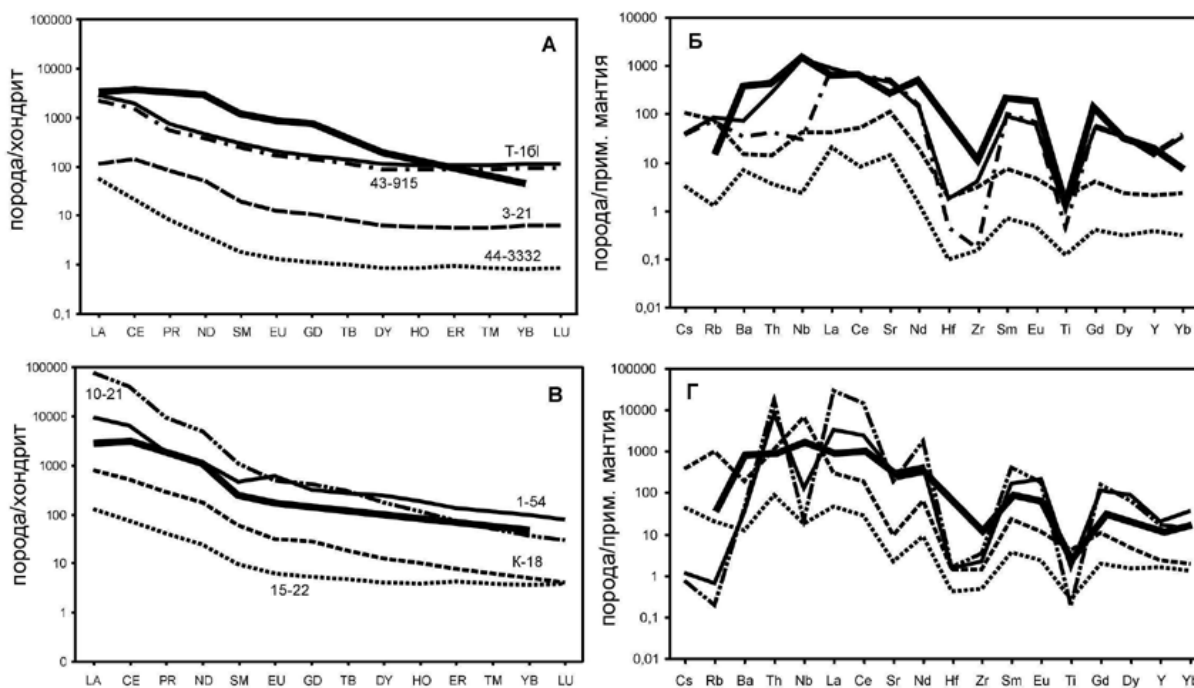 А
порода/хондрит
100000
10000
1000
100
10
1
0,1
Т-1бІ
43-915
3-21
44-3332
LA CE PR ND SM EU GD TB DY HO ER TM YB LU
Б
порода/прим. мантия
10000
1000
100
10
1
0,1
0,01
Cs Rb Ba Th Nb La Ce Sr Nd Hf Zr Sm Eu Ti Gd Dy Y Yb
В
порода/хондрит
100000
10000
1000
100
10
1
0
10-21
1-54
К-18
15-22
LA CE PR ND SM EU GD TB DY HO ER TM YB LU
Г
порода/прим. мантия
100000
10000
1000
100
10
1
0,1
0,01
Cs Rb Ba Th Nb La Ce Sr Nd Hf Zr Sm Eu Ti Gd Dy Y Yb